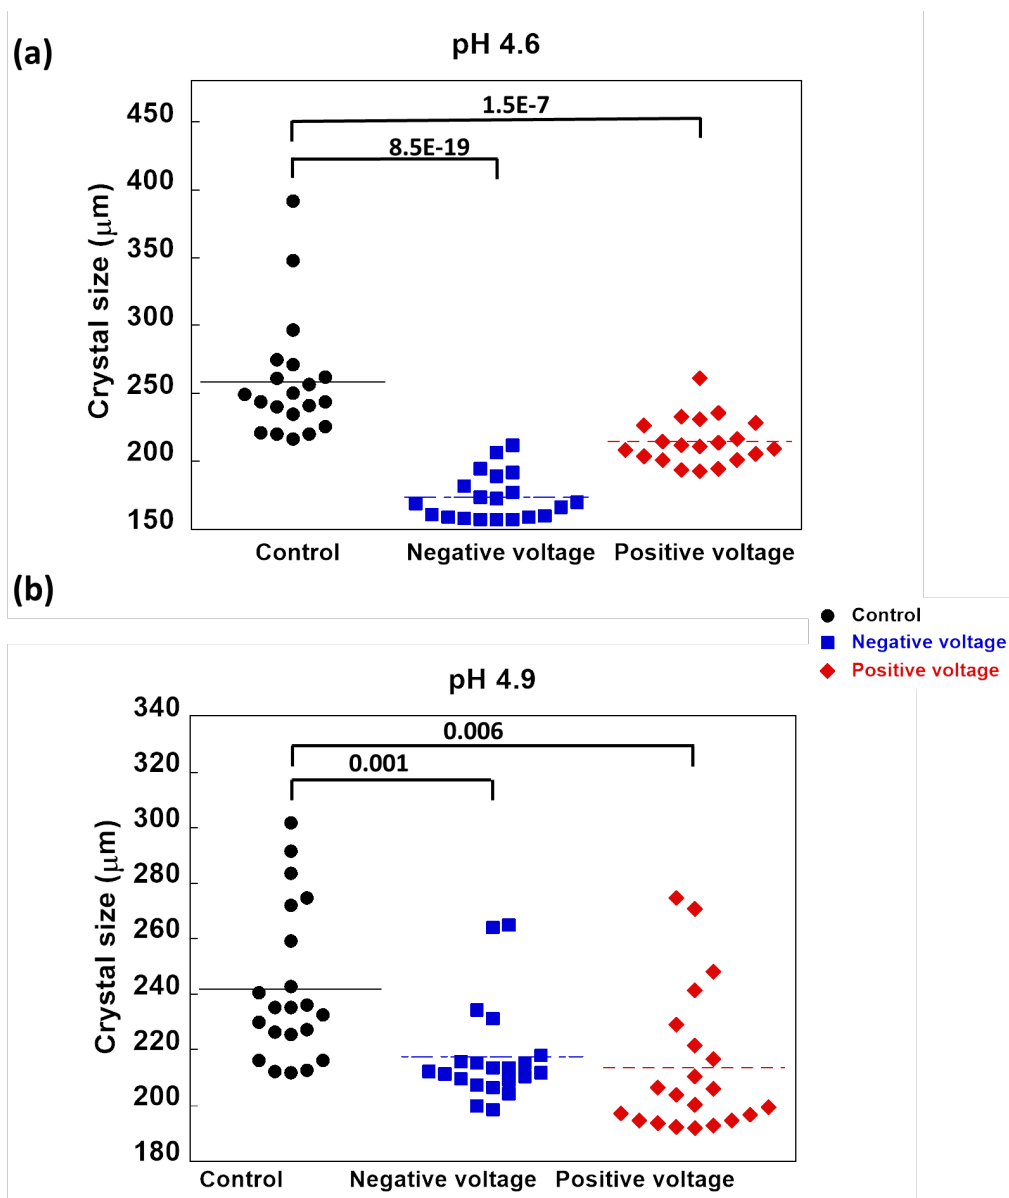 (a)
pH 4.6
Crystal size (μm)
450
400
350
300
250
200
150
1.5E-7
8.5E-19
Control
Negative voltage
Positive voltage
(b)
Control
Negative voltage
Positive voltage
pH 4.9
Crystal size (μm)
340
320
300
280
260
240
220
200
180
0.006
0.001
Control
Negative voltage
Positive voltage